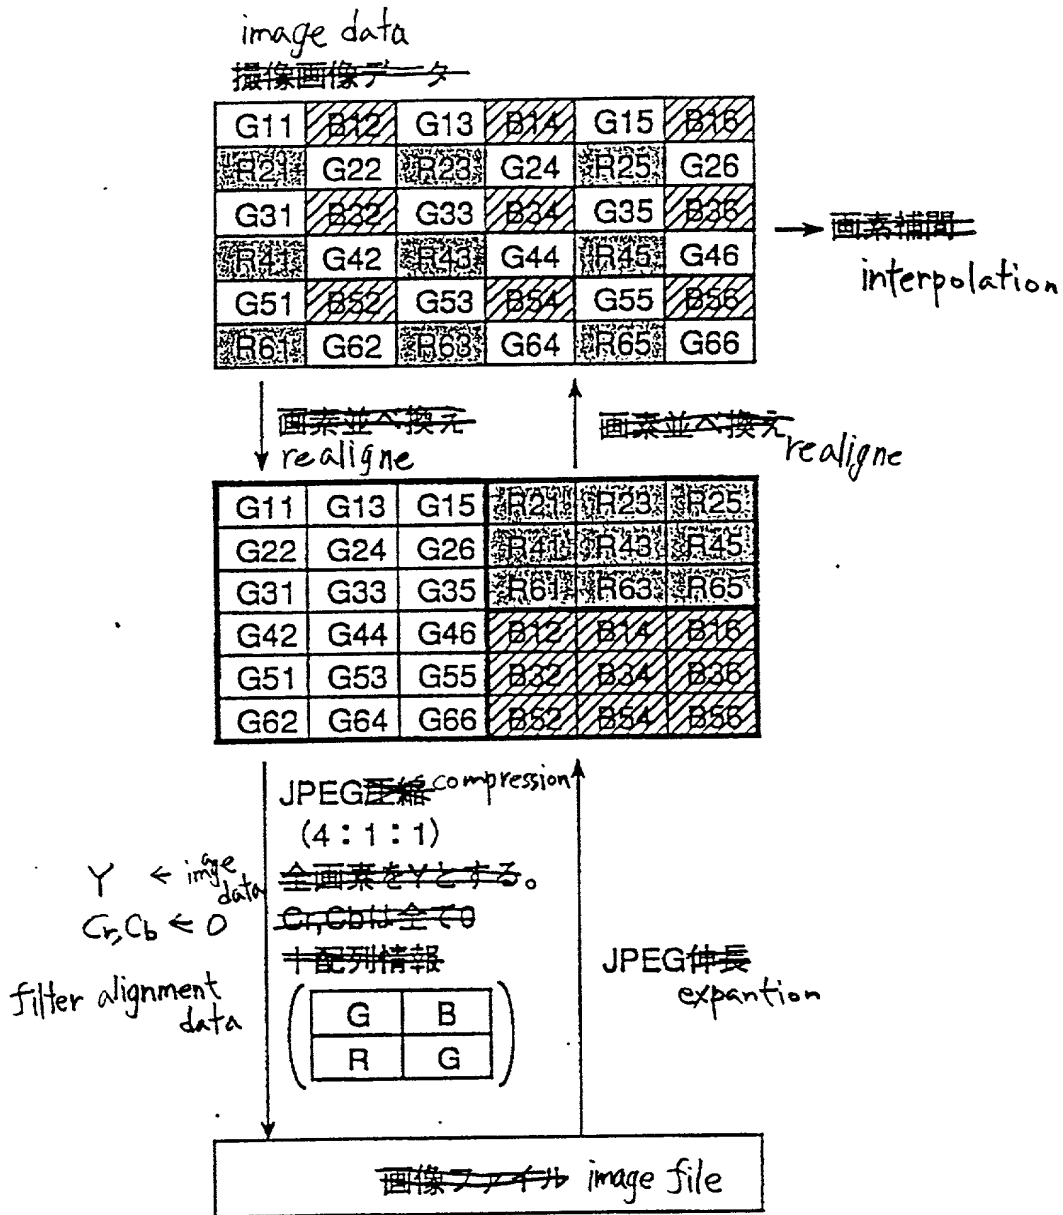 image data
撮像画像データ
G11 B12 G13 B14 G15 B16
R21 G22 R23 G24 R25 G26
G31 B32 G33 B34 G35 B36
R41 G42 R43 G44 R45 G46
G51 B52 G53 B54 G55 B56
R61 G62 R63 G64 R65 G66
画素補間
interpolation
画素並べ換え
realigne
画素並べ換え
realigne
G11 G13 G15 R21 R23 R25
G22 G24 G26 R41 R43 R45
G31 G33 G35 R61 R63 R65
G42 G44 G46 B12 B14 B16
G51 G53 G55 B32 B34 B36
G62 G64 G66 B52 B54 B56
JPEG圧縮 compression
(4:1:1)
Y ← image data
全画素をYとする。
Cr,Cb ← 0
Cr,Cbは全て0
+配列情報
filter alignment
data
G B
R G
JPEG伸長
expantion
画像ファイル image file